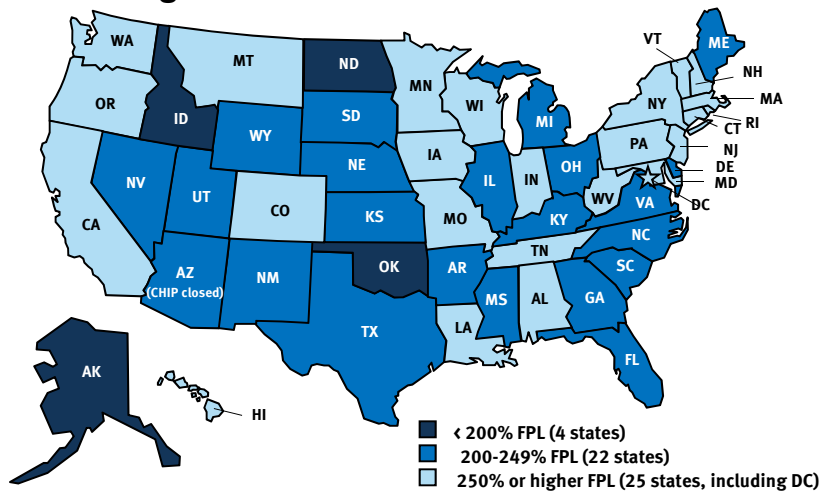 WA
MT
ND
MN
VT
ME
NH
OR
ID
SD
WI
NY
MA
MI
RI
CT
WY
PA
NJ
IA
NE
OH
DE
NV
IL
IN
MD
UT
WV
VA
DC
CO
KS
MO
KY
CA
NC
TN
OK
AZ
(CHIP closed)
NM
AR
SC
MS
AL
GA
TX
LA
FL
AK
HI
< 200% FPL (4 states)
200-249% FPL (22 states)
250% or higher FPL (25 states, including DC)